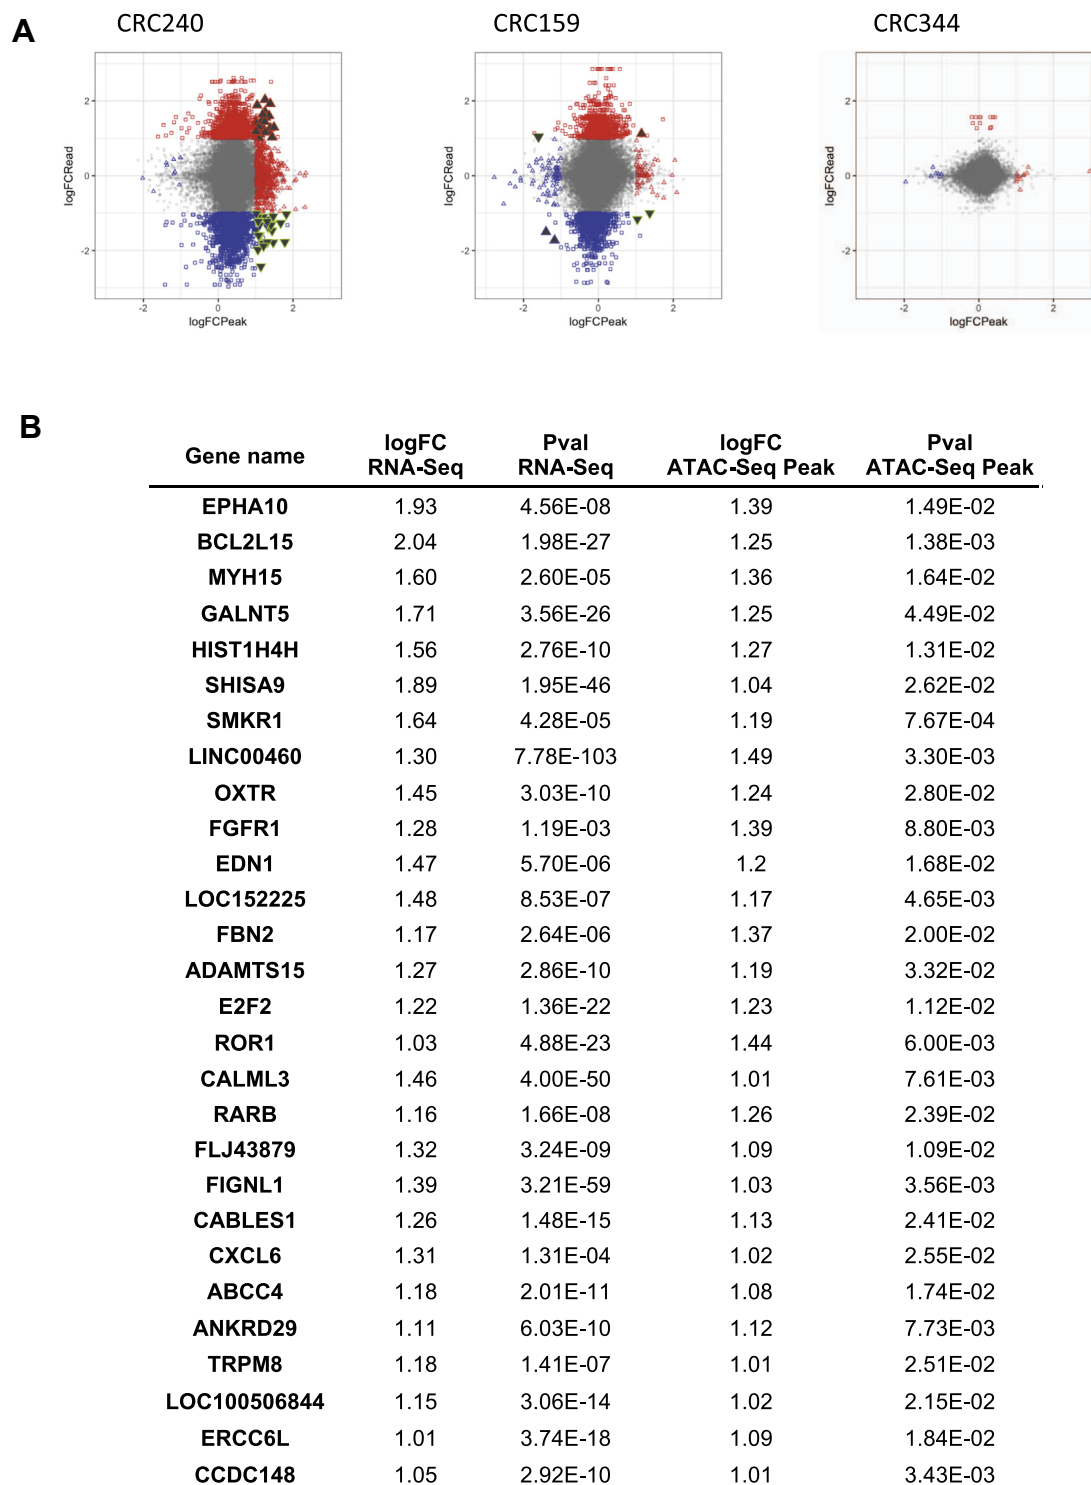 A
CRC240
CRC159
CRC344
2
0
-2
logFCRead
-2 0 2
logFCPeak
2
0
-2
logFCRead
-2 0 2
logFCPeak
2
0
-2
logFCRead
-2 0 2
logFCPeak
B
Gene name logFC RNA-Seq Pval RNA-Seq logFC ATAC-Seq Peak Pval ATAC-Seq Peak
EPHA10 1.93 4.56E-08 1.39 1.49E-02
BCL2L15 2.04 1.98E-27 1.25 1.38E-03
MYH15 1.60 2.60E-05 1.36 1.64E-02
GALNT5 1.71 3.56E-26 1.25 4.49E-02
HIST1H4H 1.56 2.76E-10 1.27 1.31E-02
SHISA9 1.89 1.95E-46 1.04 2.62E-02
SMKR1 1.64 4.28E-05 1.19 7.67E-04
LINC00460 1.30 7.78E-103 1.49 3.30E-03
OXTR 1.45 3.03E-10 1.24 2.80E-02
FGFR1 1.28 1.19E-03 1.39 8.80E-03
EDN1 1.47 5.70E-06 1.2 1.68E-02
LOC152225 1.48 8.53E-07 1.17 4.65E-03
FBN2 1.17 2.64E-06 1.37 2.00E-02
ADAMTS15 1.27 2.86E-10 1.19 3.32E-02
E2F2 1.22 1.36E-22 1.23 1.12E-02
ROR1 1.03 4.88E-23 1.44 6.00E-03
CALML3 1.46 4.00E-50 1.01 7.61E-03
RARB 1.16 1.66E-08 1.26 2.39E-02
FLJ43879 1.32 3.24E-09 1.09 1.09E-02
FIGNL1 1.39 3.21E-59 1.03 3.56E-03
CABLES1 1.26 1.48E-15 1.13 2.41E-02
CXCL6 1.31 1.31E-04 1.02 2.55E-02
ABCC4 1.18 2.01E-11 1.08 1.74E-02
ANKRD29 1.11 6.03E-10 1.12 7.73E-03
TRPM8 1.18 1.41E-07 1.01 2.51E-02
LOC100506844 1.15 3.06E-14 1.02 2.15E-02
ERCC6L 1.01 3.74E-18 1.09 1.84E-02
CCDC148 1.05 2.92E-10 1.01 3.43E-03